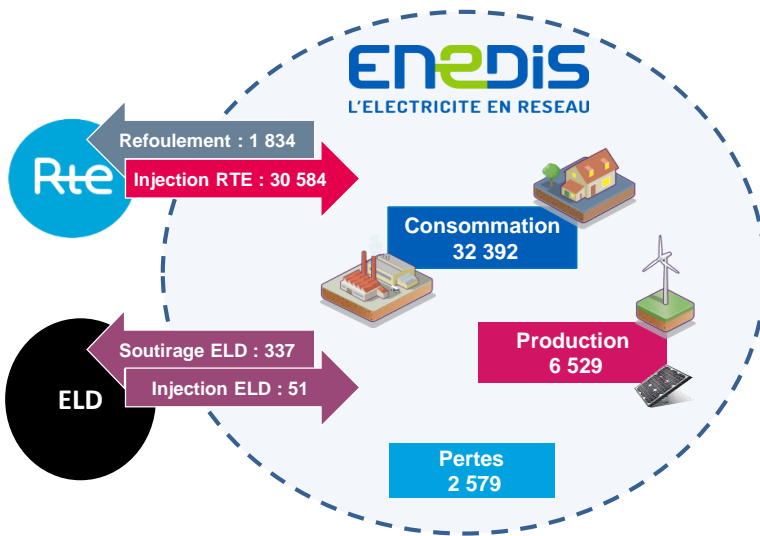 ENEDIS
L'ELECTRICITE EN RESEAU
Refoulement : 1 834
Rte
Injection RTE : 30 584
Consommation
32 392
Production
6 529
Soutirage ELD : 337
Injection ELD : 51
ELD
Pertes
2 579